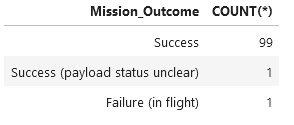 Mission_Outcome COUNT(*)
Success 99
Success (payload status unclear) 1
Failure (in flight) 1